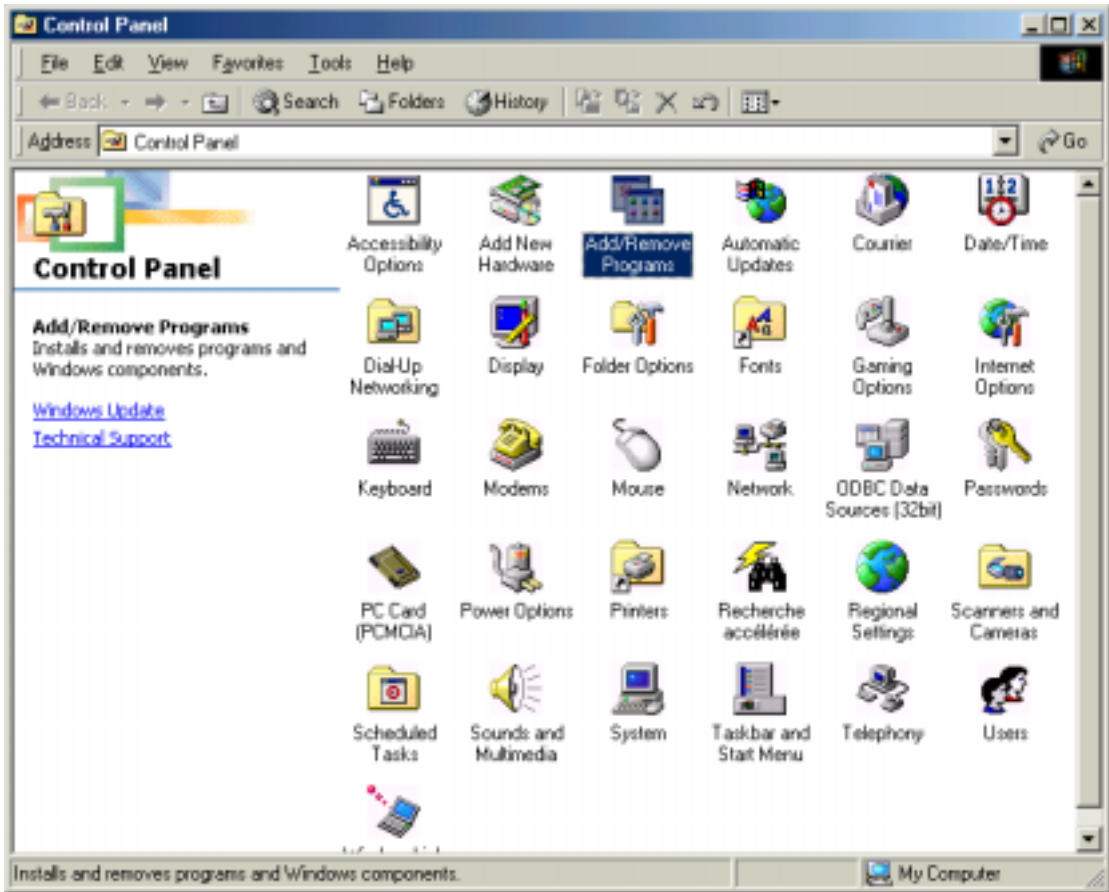 Control Panel
File Edit View Favorites Tools Help
Back Search Folders History
Address Control Panel Go
Control Panel
Add/Remove Programs
Installs and removes programs and
Windows components.
Windows Update
Technical Support
Accessibility Options
Add New Hardware
Add/Remove Programs
Automatic Updates
Courrier
Date/Time
Dial-Up Networking
Display
Folder Options
Fonts
Gaming Options
Internet Options
Keyboard
Modems
Mouse
Network
ODBC Data Sources (32bit)
Passwords
PC Card (PCMCIA)
Power Options
Printers
Recherche accélérée
Regional Settings
Scanners and Cameras
Scheduled Tasks
Sounds and Multimedia
System
Taskbar and Start Menu
Telephony
Users
Installs and removes programs and Windows components. My Computer